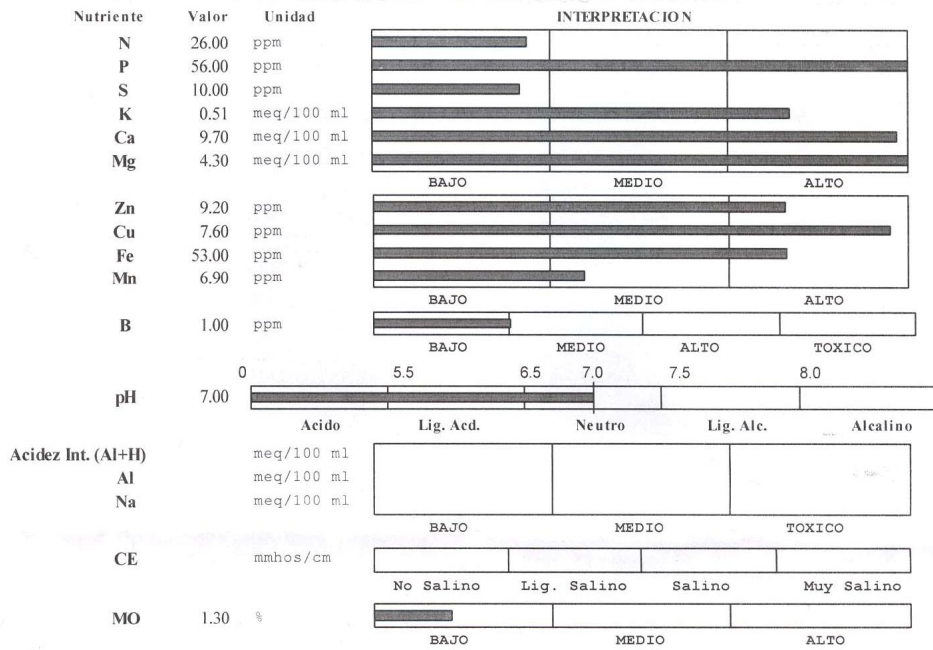 Nutriente Valor Unidad INTERPRETACION
N 26.00 ppm
P 56.00 ppm
S 10.00 ppm
K 0.51 meq/100 ml
Ca 9.70 meq/100 ml
Mg 4.30 meq/100 ml
BAJO MEDIO ALTO
Zn 9.20 ppm
Cu 7.60 ppm
Fe 53.00 ppm
Mn 6.90 ppm
BAJO MEDIO ALTO
B 1.00 ppm
BAJO MEDIO ALTO TOXICO
0 5.5 6.5 7.0 7.5 8.0
pH 7.00
Acido Lig. Acd. Neutro Lig. Alc. Alcalino
Acidez Int. (Al+H) meq/100 ml
Al meq/100 ml
Na meq/100 ml
BAJO MEDIO TOXICO
CE mmhos/cm
No Salino Lig. Salino Salino Muy Salino
MO 1.30 %
BAJO MEDIO ALTO